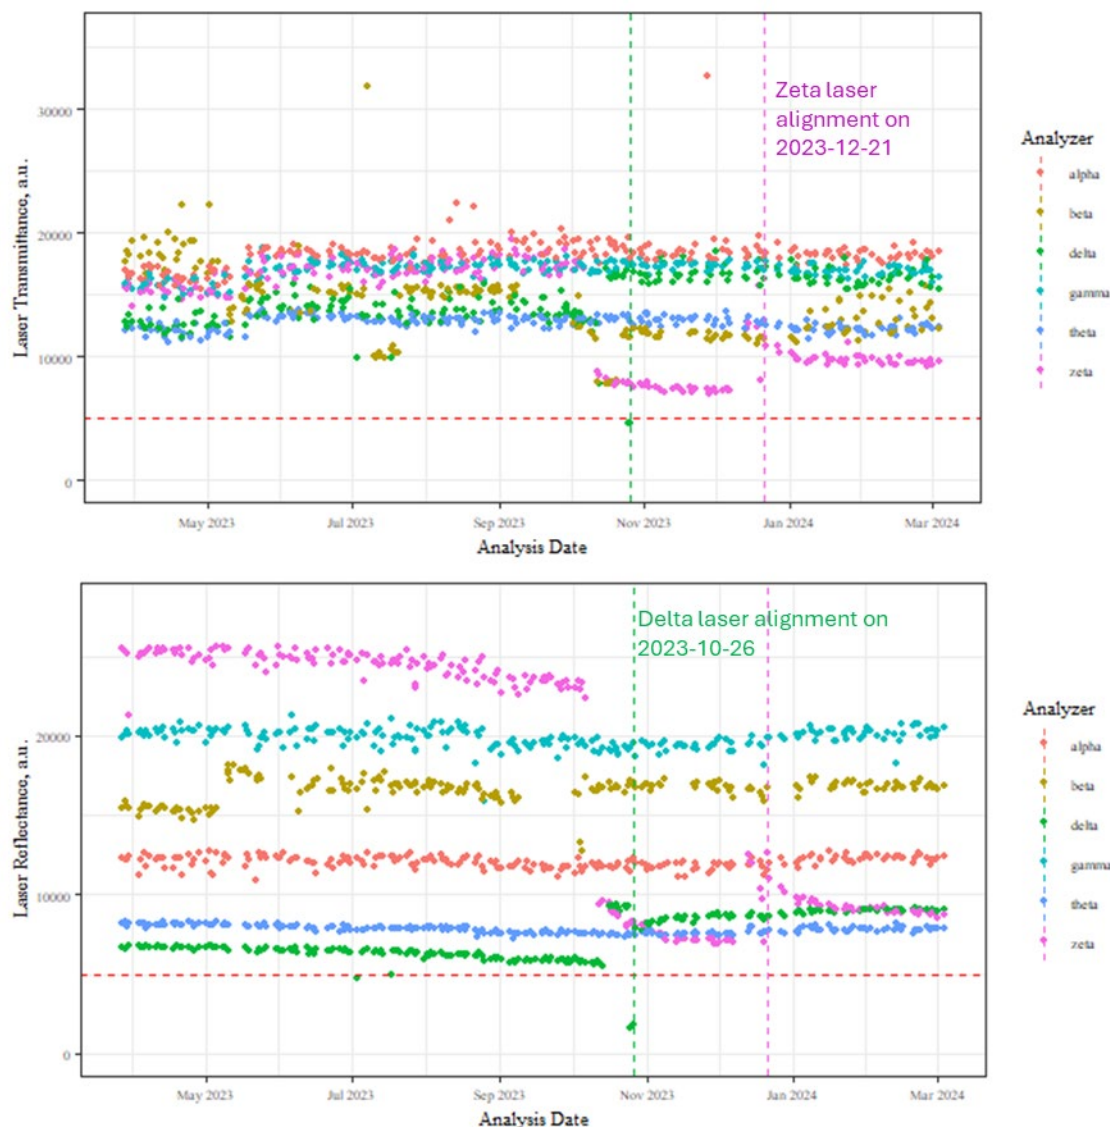 30000
20000
10000
0
Laser Transmittance, a.u.
May 2023
Jul 2023
Sep 2023
Nov 2023
Jan 2024
Mar 2024
Analysis Date
Zeta laser
alignment on
2023-12-21
Analyzer
alpha
beta
delta
gamma
theta
zeta
20000
10000
0
Laser Reflectance, a.u.
May 2023
Jul 2023
Sep 2023
Nov 2023
Jan 2024
Mar 2024
Analysis Date
Delta laser alignment on
2023-10-26
Analyzer
alpha
beta
delta
gamma
theta
zeta